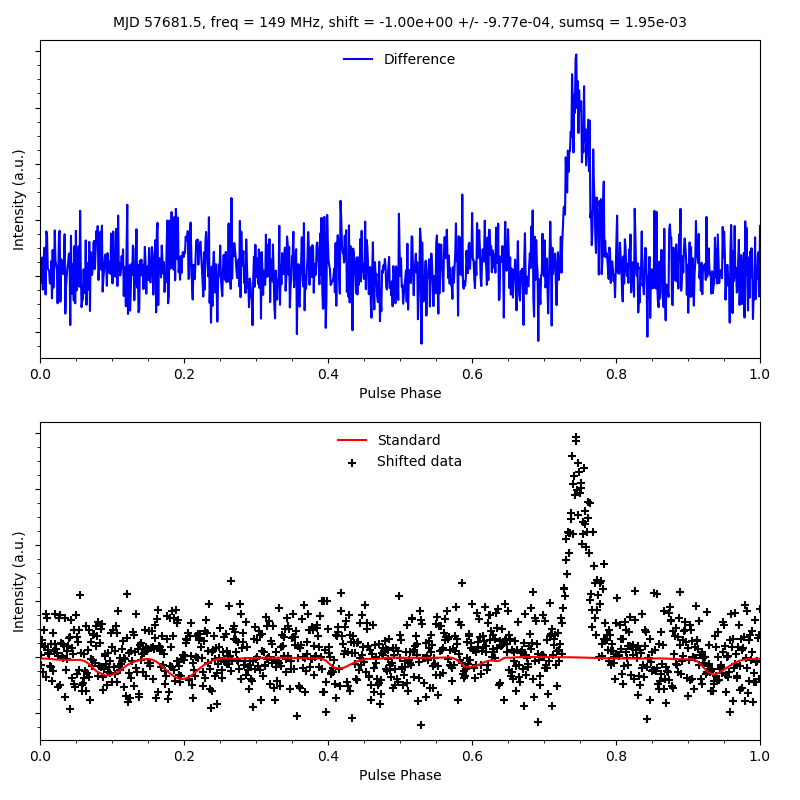 MJD 57681.5, freq = 149 MHz, shift = -1.00e+00 +/- -9.77e-04, sumsq = 1.95e-03
Difference
Intensity (a.u.)
0.0 0.2 0.4 0.6 0.8 1.0
Pulse Phase
Standard
Shifted data
Intensity (a.u.)
0.0 0.2 0.4 0.6 0.8 1.0
Pulse Phase